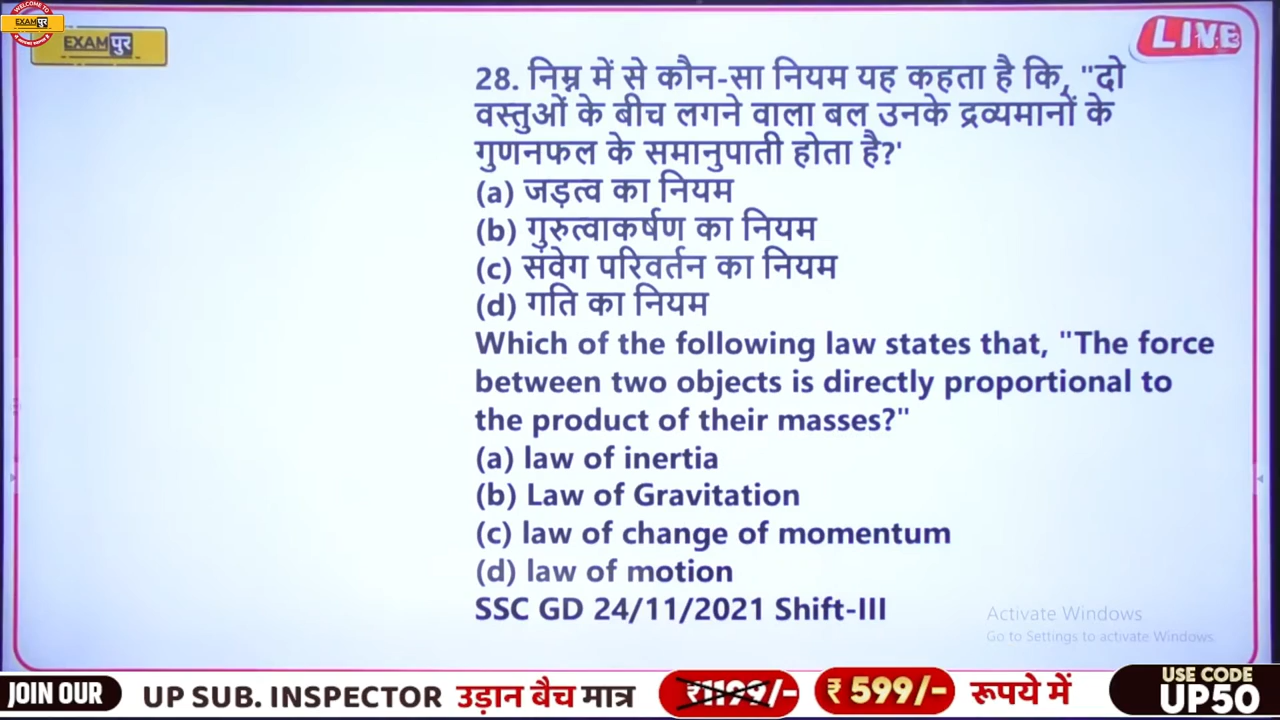 WELCOME TO
EXAMपुर
EXAMपुर
LIVE
28. निम्न में से कौन-सा नियम यह कहता है कि, "दो
वस्तुओं के बीच लगने वाला बल उनके द्रव्यमानों के
गुणनफल के समानुपाती होता है?'
(a) जड़त्व का नियम
(b) गुरुत्वाकर्षण का नियम
(c) संवेग परिवर्तन का नियम
(d) गति का नियम
Which of the following law states that, "The force
between two objects is directly proportional to
the product of their masses?"
(a) law of inertia
(b) Law of Gravitation
(c) law of change of momentum
(d) law of motion
SSC GD 24/11/2021 Shift-III
Activate Windows
Go to Settings to activate Windows.
JOIN OUR UP SUB. INSPECTOR उड़ान बैच मात्र ₹1199/- ₹ 599/- रूपये में USE CODE
UP50